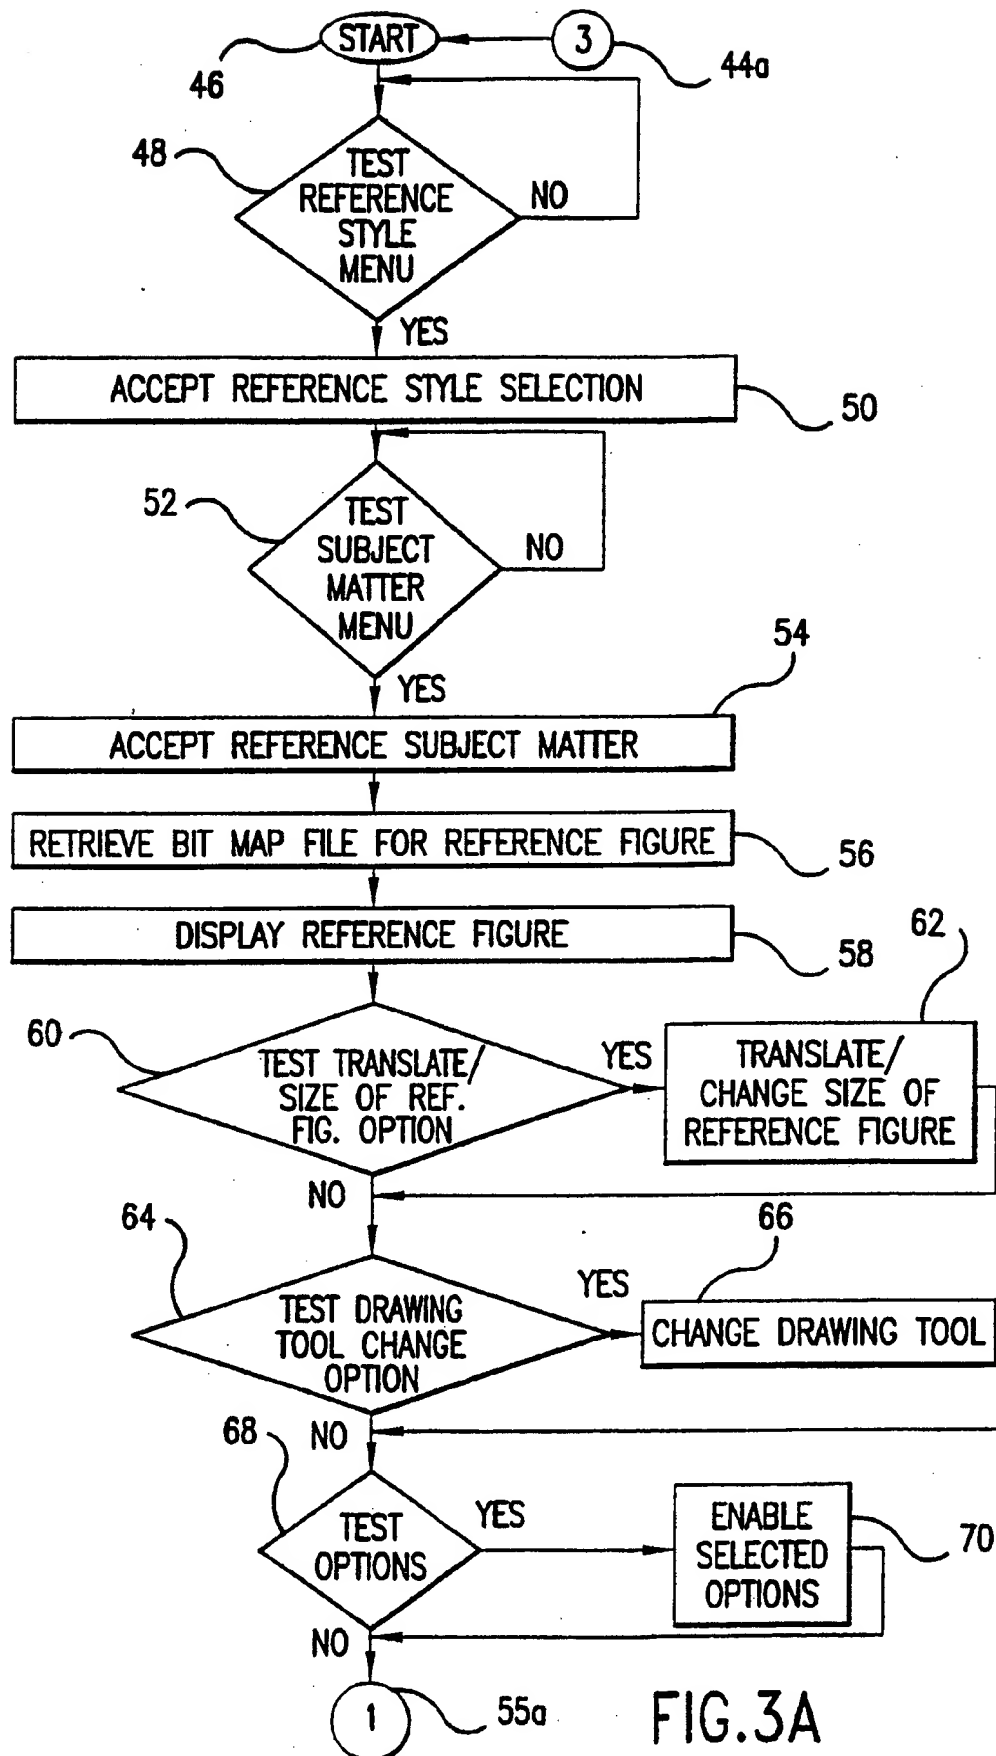 START
3
46
44a
48
TEST
REFERENCE
STYLE
MENU
NO
YES
ACCEPT REFERENCE STYLE SELECTION
50
52
TEST
SUBJECT
MATTER
MENU
NO
YES
54
ACCEPT REFERENCE SUBJECT MATTER
RETRIEVE BIT MAP FILE FOR REFERENCE FIGURE
56
DISPLAY REFERENCE FIGURE
58
60
TEST TRANSLATE/
SIZE OF REF.
FIG. OPTION
YES
62
TRANSLATE/
CHANGE SIZE OF
REFERENCE FIGURE
NO
64
TEST DRAWING
TOOL CHANGE
OPTION
YES
66
CHANGE DRAWING TOOL
NO
68
TEST
OPTIONS
YES
ENABLE
SELECTED
OPTIONS
70
NO
1
55a
FIG.3A